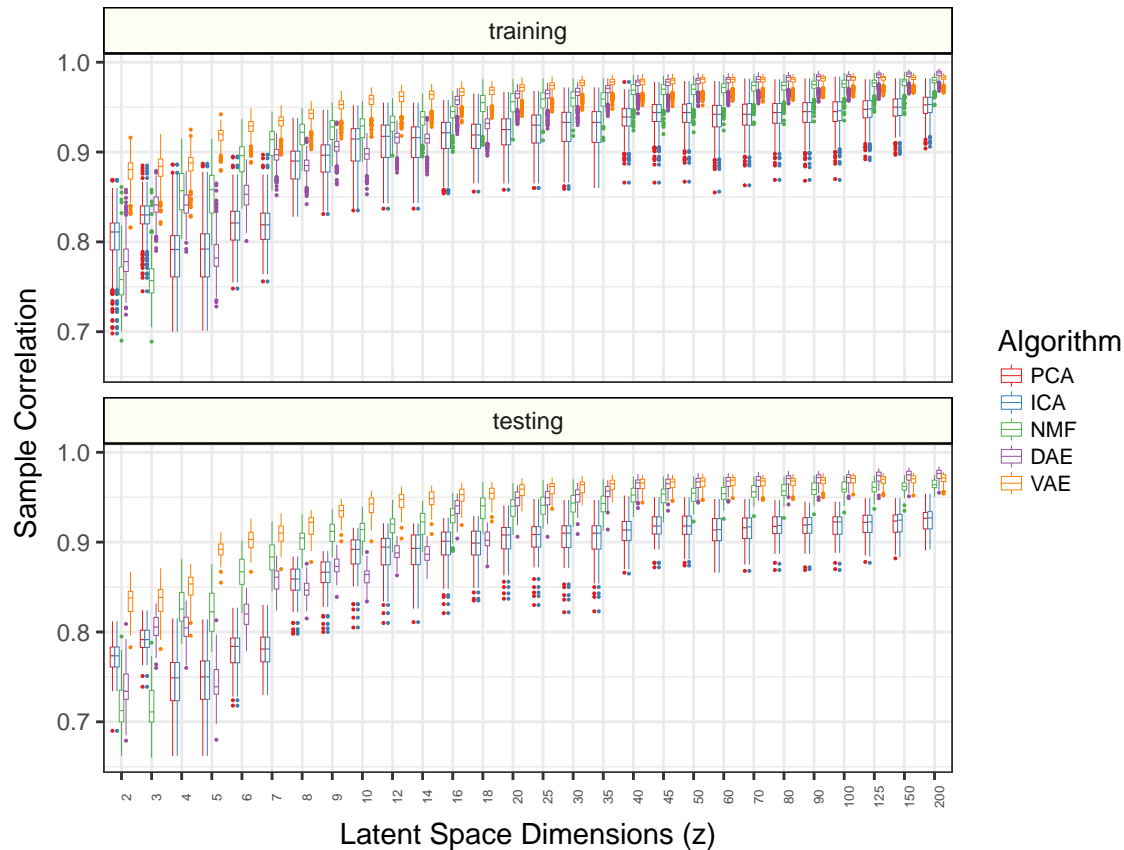 training
1.0
0.9
0.8
0.7
testing
1.0
0.9
0.8
0.7
Sample Correlation
2 3 4 5 6 7 8 9 10 12 14 16 18 20 25 30 35 40 45 50 60 70 80 90 100 125 150 200
Latent Space Dimensions (z)
Algorithm
PCA
ICA
NMF
DAE
VAE